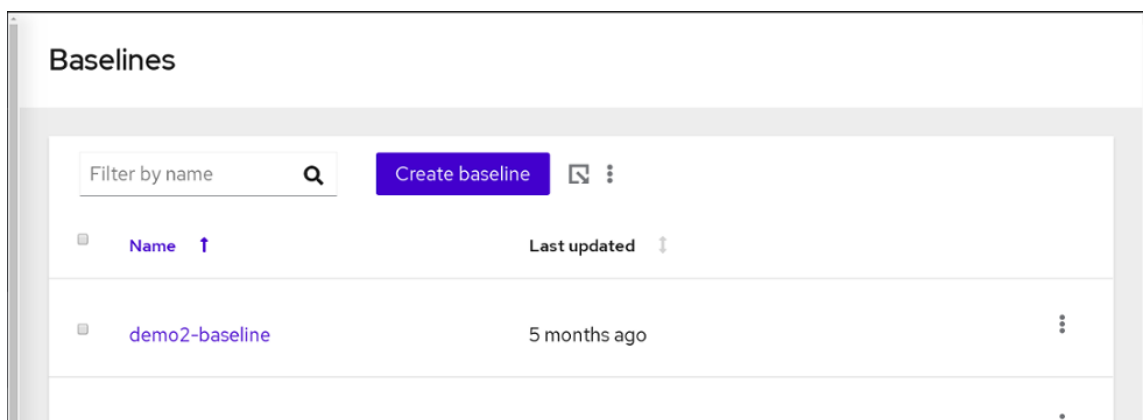 Baselines
Filter by name Create baseline
Name Last updated
demo2-baseline 5 months ago